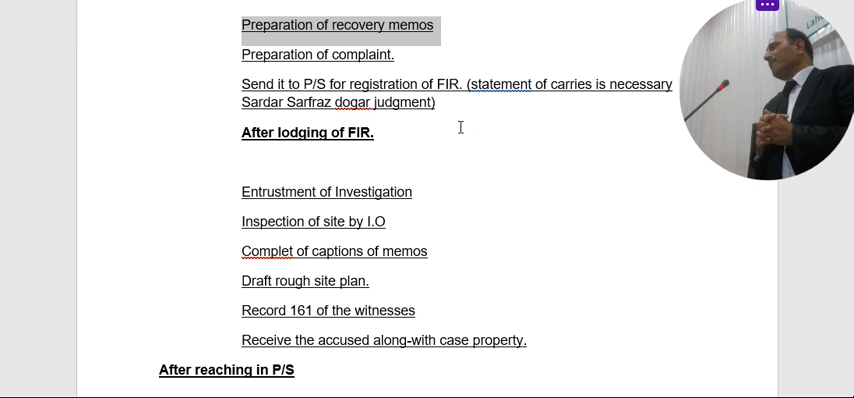 Preparation of recovery memos
Preparation of complaint.
Send it to P/S for registration of FIR. (statement of carries is necessary
Sardar Sarfraz dogar judgment)
After lodging of FIR.
Entrustment of Investigation
Inspection of site by I.O
Complet of captions of memos
Draft rough site plan.
Record 161 of the witnesses
Receive the accused along-with case property.
After reaching in P/S